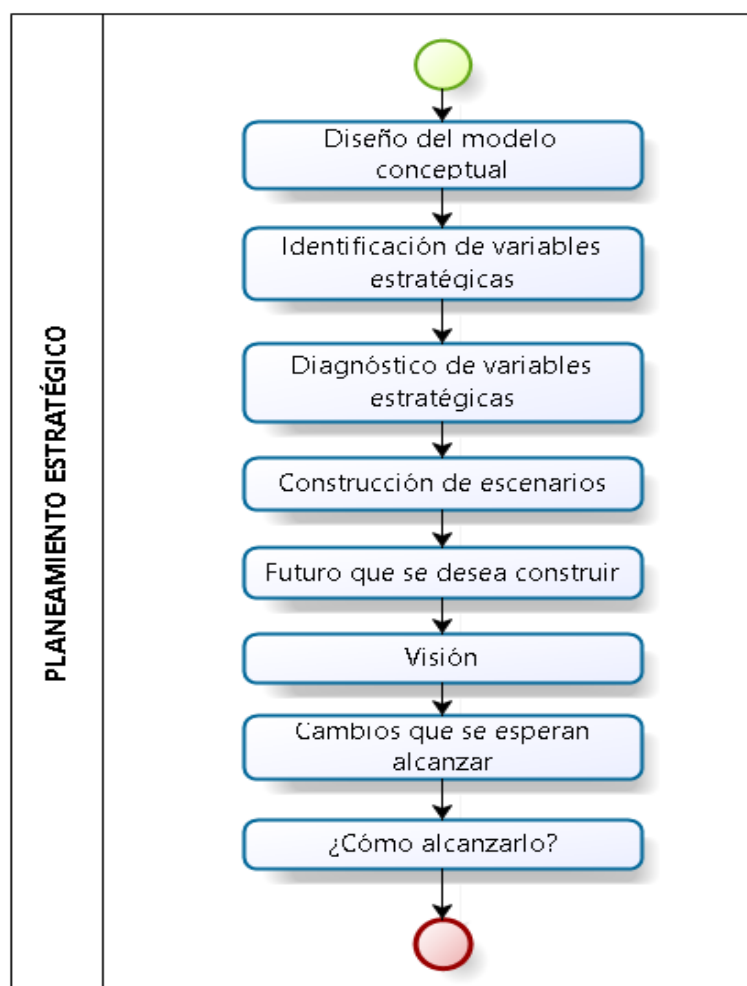 PLANEAMIENTO ESTRATÉGICO
Diseño del modelo
conceptual
Identificación de variables
estratégicas
Diagnóstico de variables
estratégicas
Construcción de escenarios
Futuro que se desea construir
Visión
Cambios que se esperan
alcanzar
¿Cómo alcanzarlo?